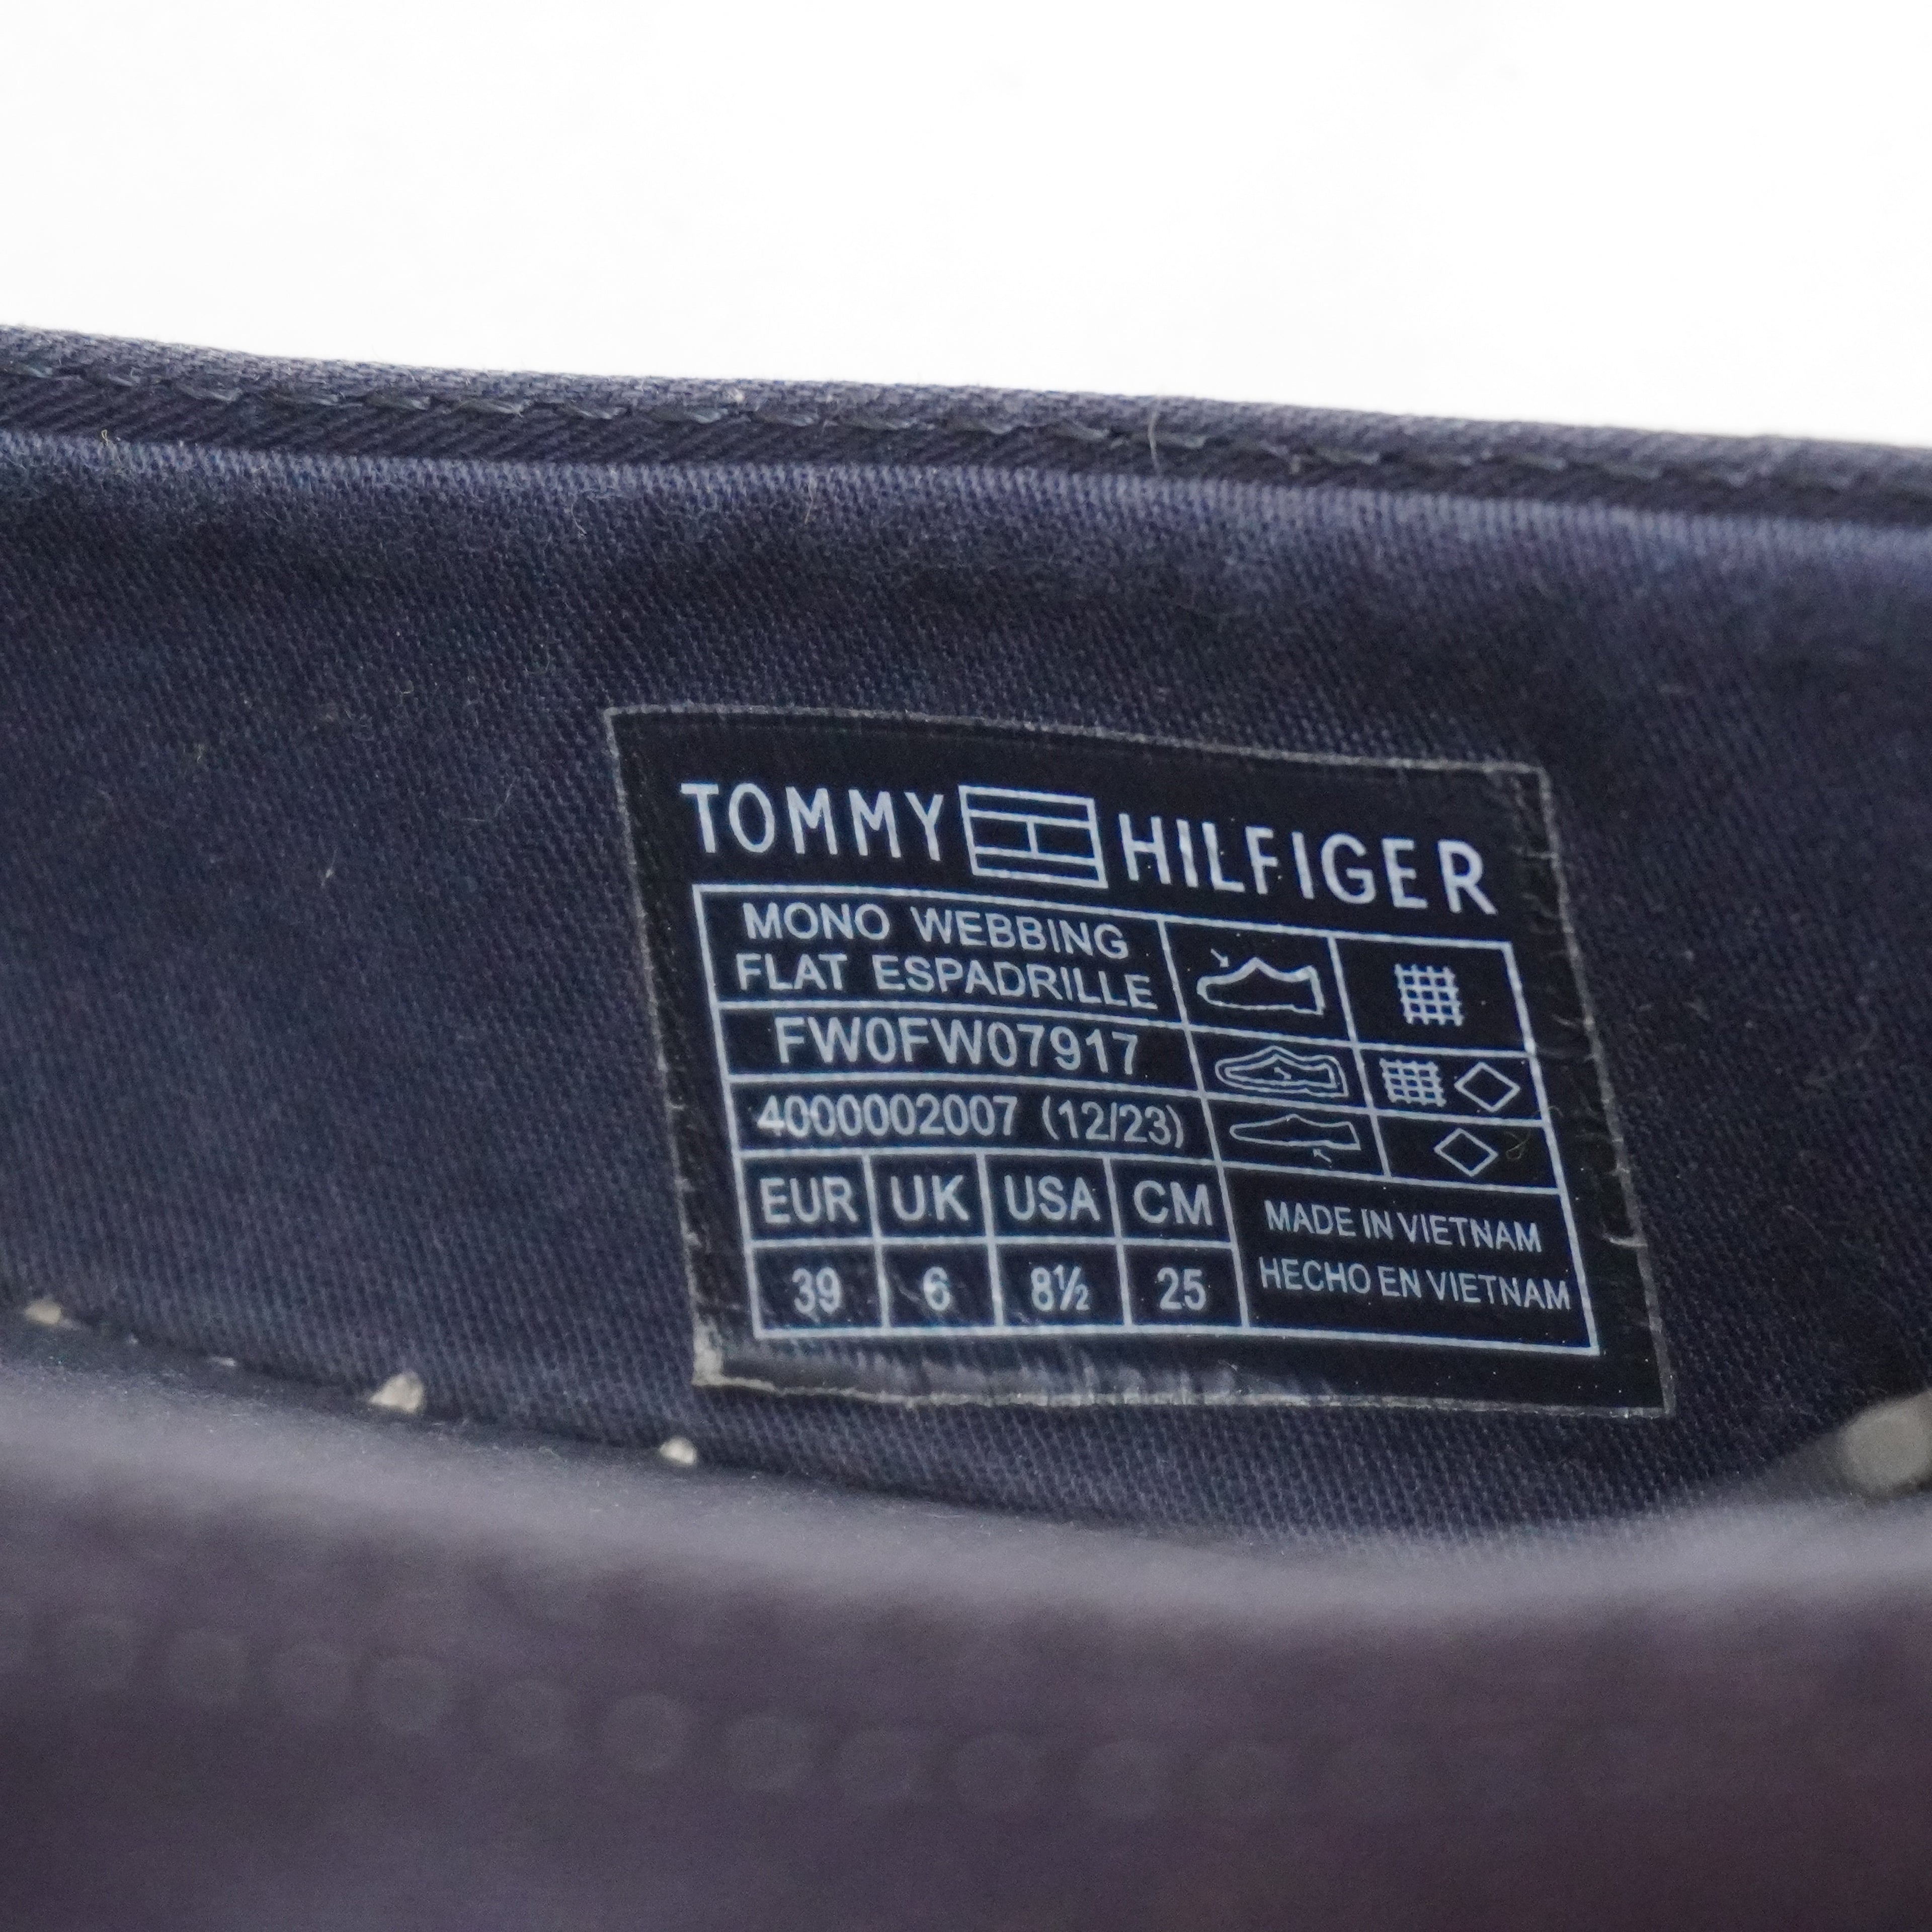 TOMMY HILFIGER
MONO WEBBING
FLAT ESPADRILLE
FW0FW07917
4000002007 (12/23)
EUR UK USA CM
39 6 8½ 25
MADE IN VIETNAM
HECHO EN VIETNAM